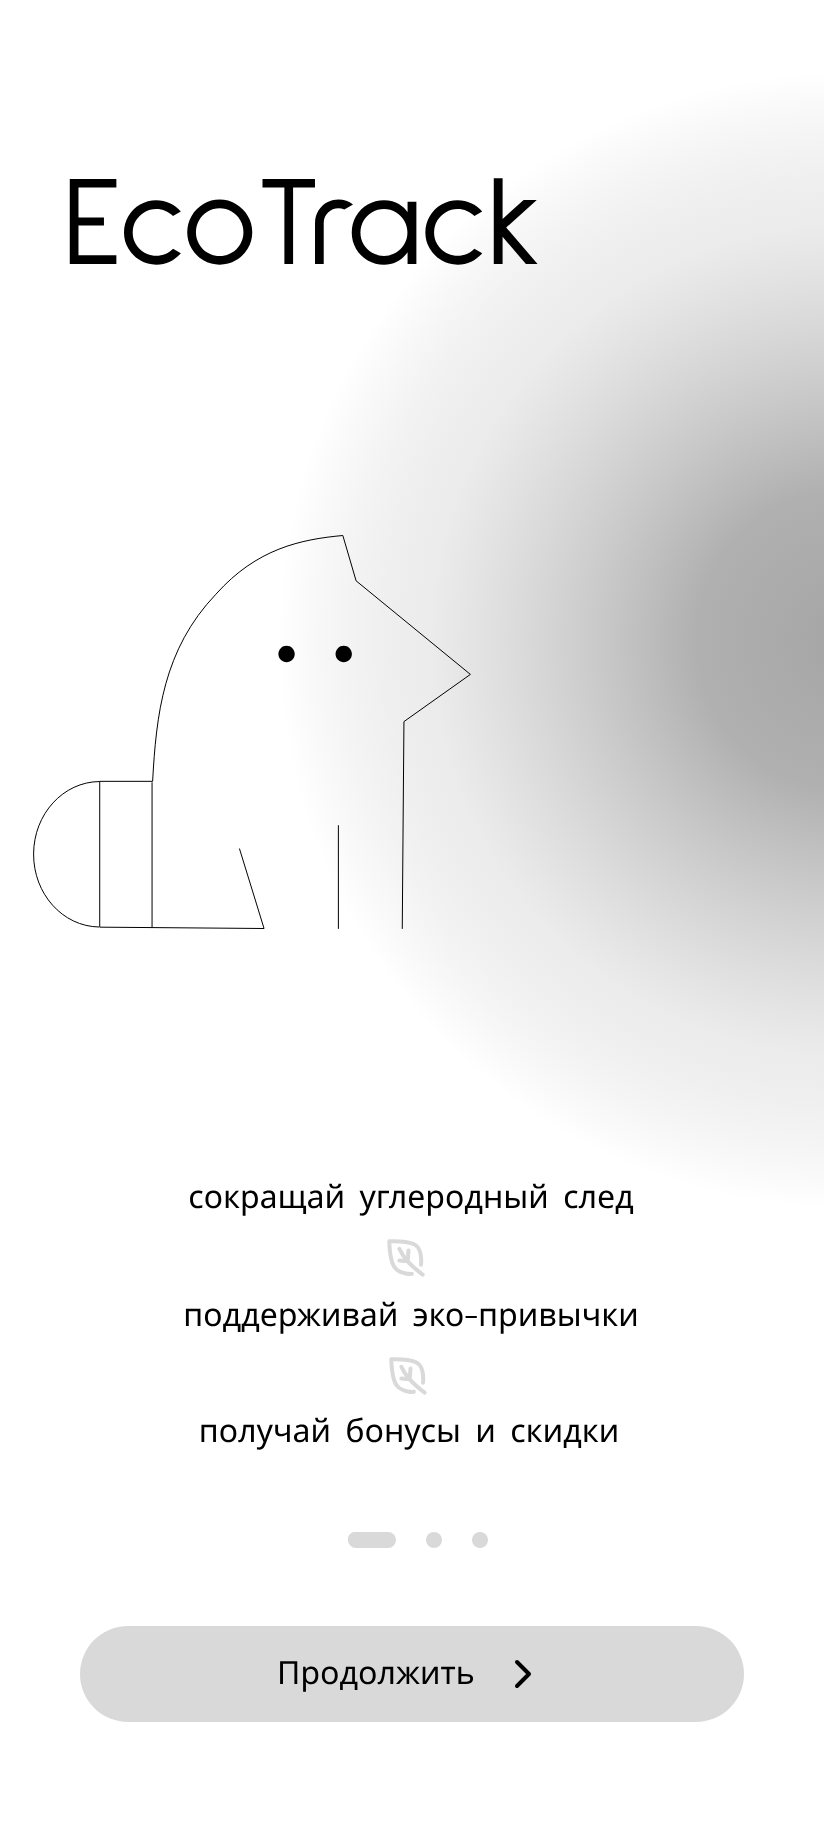 EcoTrack
сокращай углеродный след
поддерживай эко-привычки
получай бонусы и скидки
Продолжить